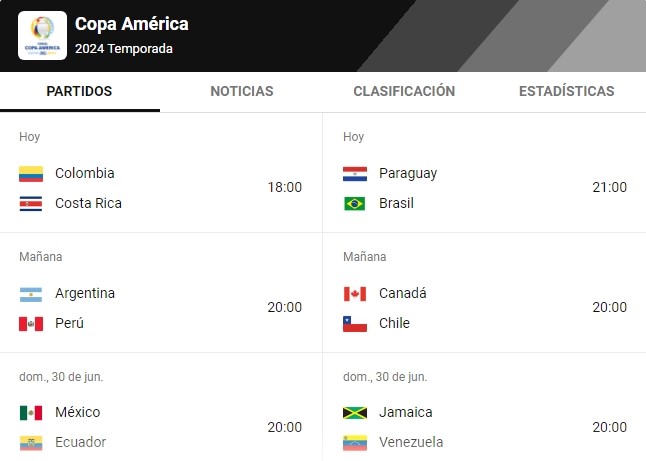 COPA AMERICA
Copa América
2024 Temporada
PARTIDOS
NOTICIAS
CLASIFICACIÓN
ESTADÍSTICAS
Hoy
Colombia
Costa Rica
18:00
Hoy
Paraguay
Brasil
21:00
Mañana
Argentina
Perú
20:00
Mañana
Canadá
Chile
20:00
dom., 30 de jun.
México
Ecuador
20:00
dom., 30 de jun.
Jamaica
Venezuela
20:00